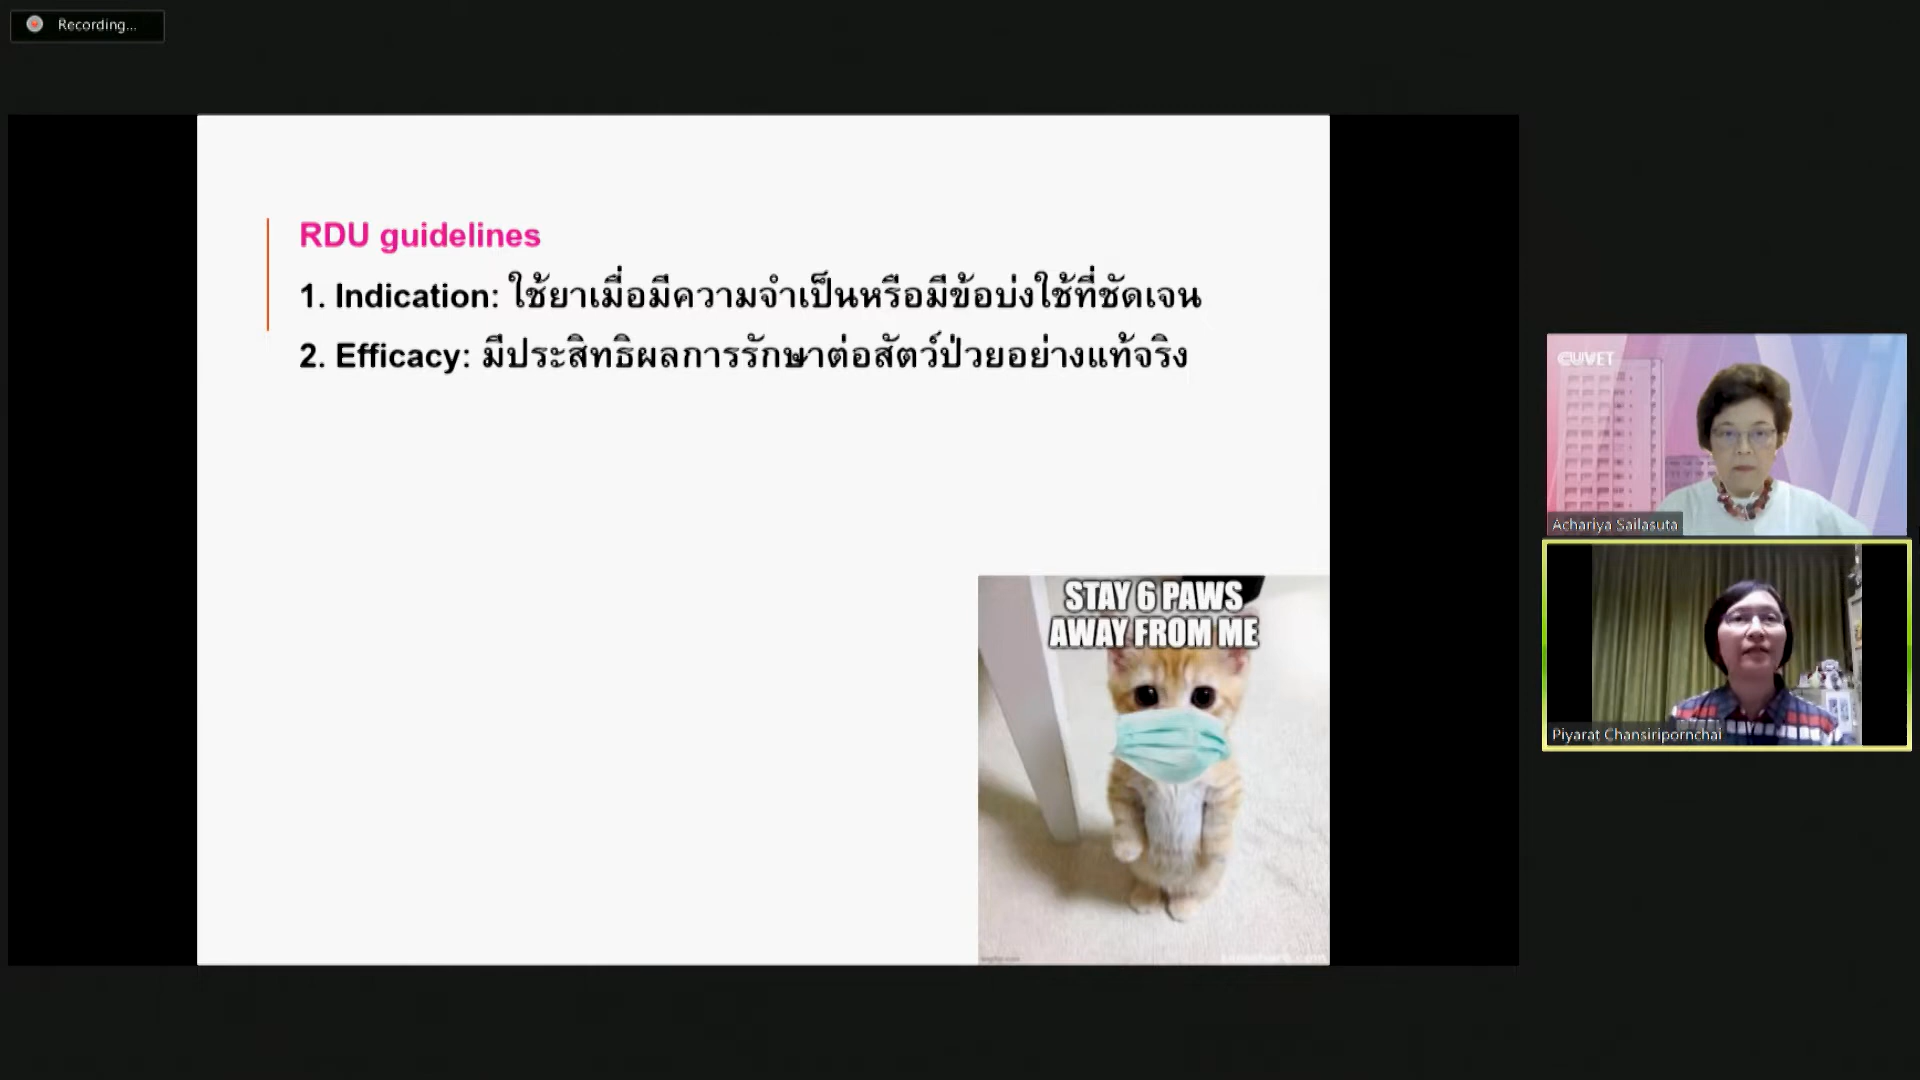 Recording...
RDU guidelines
1. Indication: ใช้ยาเมื่อมีความจำเป็นหรือมีข้อบ่งใช้ที่ชัดเจน
2. Efficacy: มีประสิทธิผลการรักษาต่อสัตว์ป่วยอย่างแท้จริง
STAY 6 PAWS
AWAY FROM ME
CUVET
Achariya Sailasuta
Piyarat Chansiripornchai